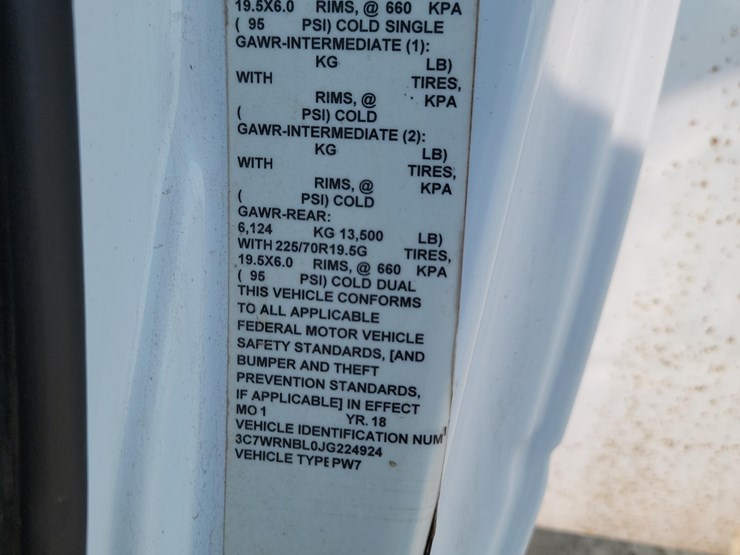 19.5X6.0 RIMS, @ 660 KPA
( 95 PSI) COLD SINGLE
GAWR-INTERMEDIATE (1):
KG LB)
WITH TIRES,
RIMS, @ KPA
( PSI) COLD
GAWR-INTERMEDIATE (2):
KG LB)
WITH TIRES,
RIMS, @ KPA
( PSI) COLD
GAWR-REAR:
6,124 KG 13,500 LB)
WITH 225/70R19.5G TIRES,
19.5X6.0 RIMS, @ 660 KPA
( 95 PSI) COLD DUAL
THIS VEHICLE CONFORMS
TO ALL APPLICABLE
FEDERAL MOTOR VEHICLE
SAFETY STANDARDS, [AND
BUMPER AND THEFT
PREVENTION STANDARDS,
IF APPLICABLE] IN EFFECT
MO 1 YR. 18
VEHICLE IDENTIFICATION NUM
3C7WRNBL0JG224924
VEHICLE TYPE PW7